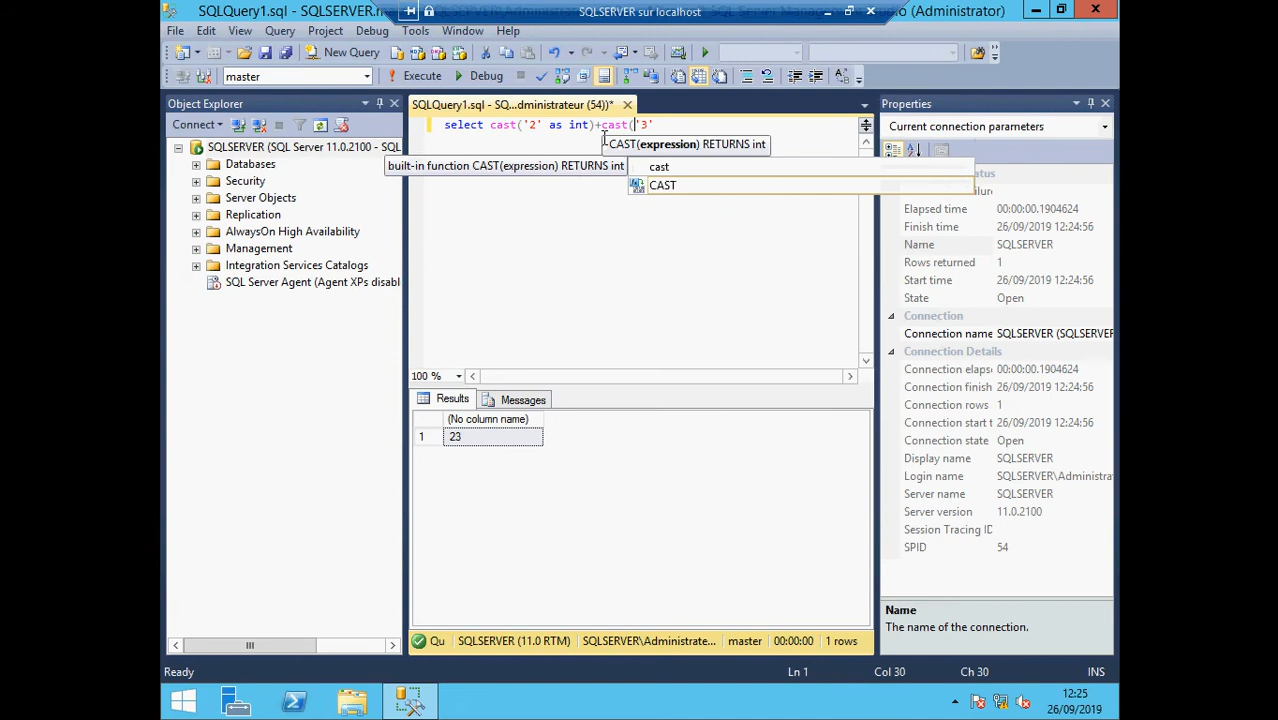 SQLQuery1.sql - SQLSERVER.m
SQLSERVER sur localhost
(Administrator)
File Edit View Query Project Debug Tools Window Help
New Query
master Execute Debug
Object Explorer
Connect
SQLSERVER (SQL Server 11.0.2100 - SQL
Databases
Security
Server Objects
Replication
AlwaysOn High Availability
Management
Integration Services Catalogs
SQL Server Agent (Agent XPs disabl
SQLQuery1.sql - SQ...dministrateur (54))*
select cast('2' as int)+cast('3'
CAST(expression) RETURNS int
built-in function CAST(expression) RETURNS int
cast
CAST
100 %
Results Messages
(No column name)
1 23
Qu SQLSERVER (11.0 RTM) SQLSERVER\Administrate... master 00:00:00 1 rows
Properties
Current connection parameters
Elapsed time 00:00:00.1904624
Finish time 26/09/2019 12:24:56
Name SQLSERVER
Rows returned 1
Start time 26/09/2019 12:24:56
State Open
Connection
Connection name SQLSERVER (SQLSERVER
Connection Details
Connection elaps 00:00:00.1904624
Connection finish 26/09/2019 12:24:56
Connection rows 1
Connection start t 26/09/2019 12:24:56
Connection state Open
Display name SQLSERVER
Login name SQLSERVER\Administra
Server name SQLSERVER
Server version 11.0.2100
Session Tracing ID
SPID 54
Name
The name of the connection.
Ready Ln 1 Col 30 Ch 30 INS
12:25
26/09/2019